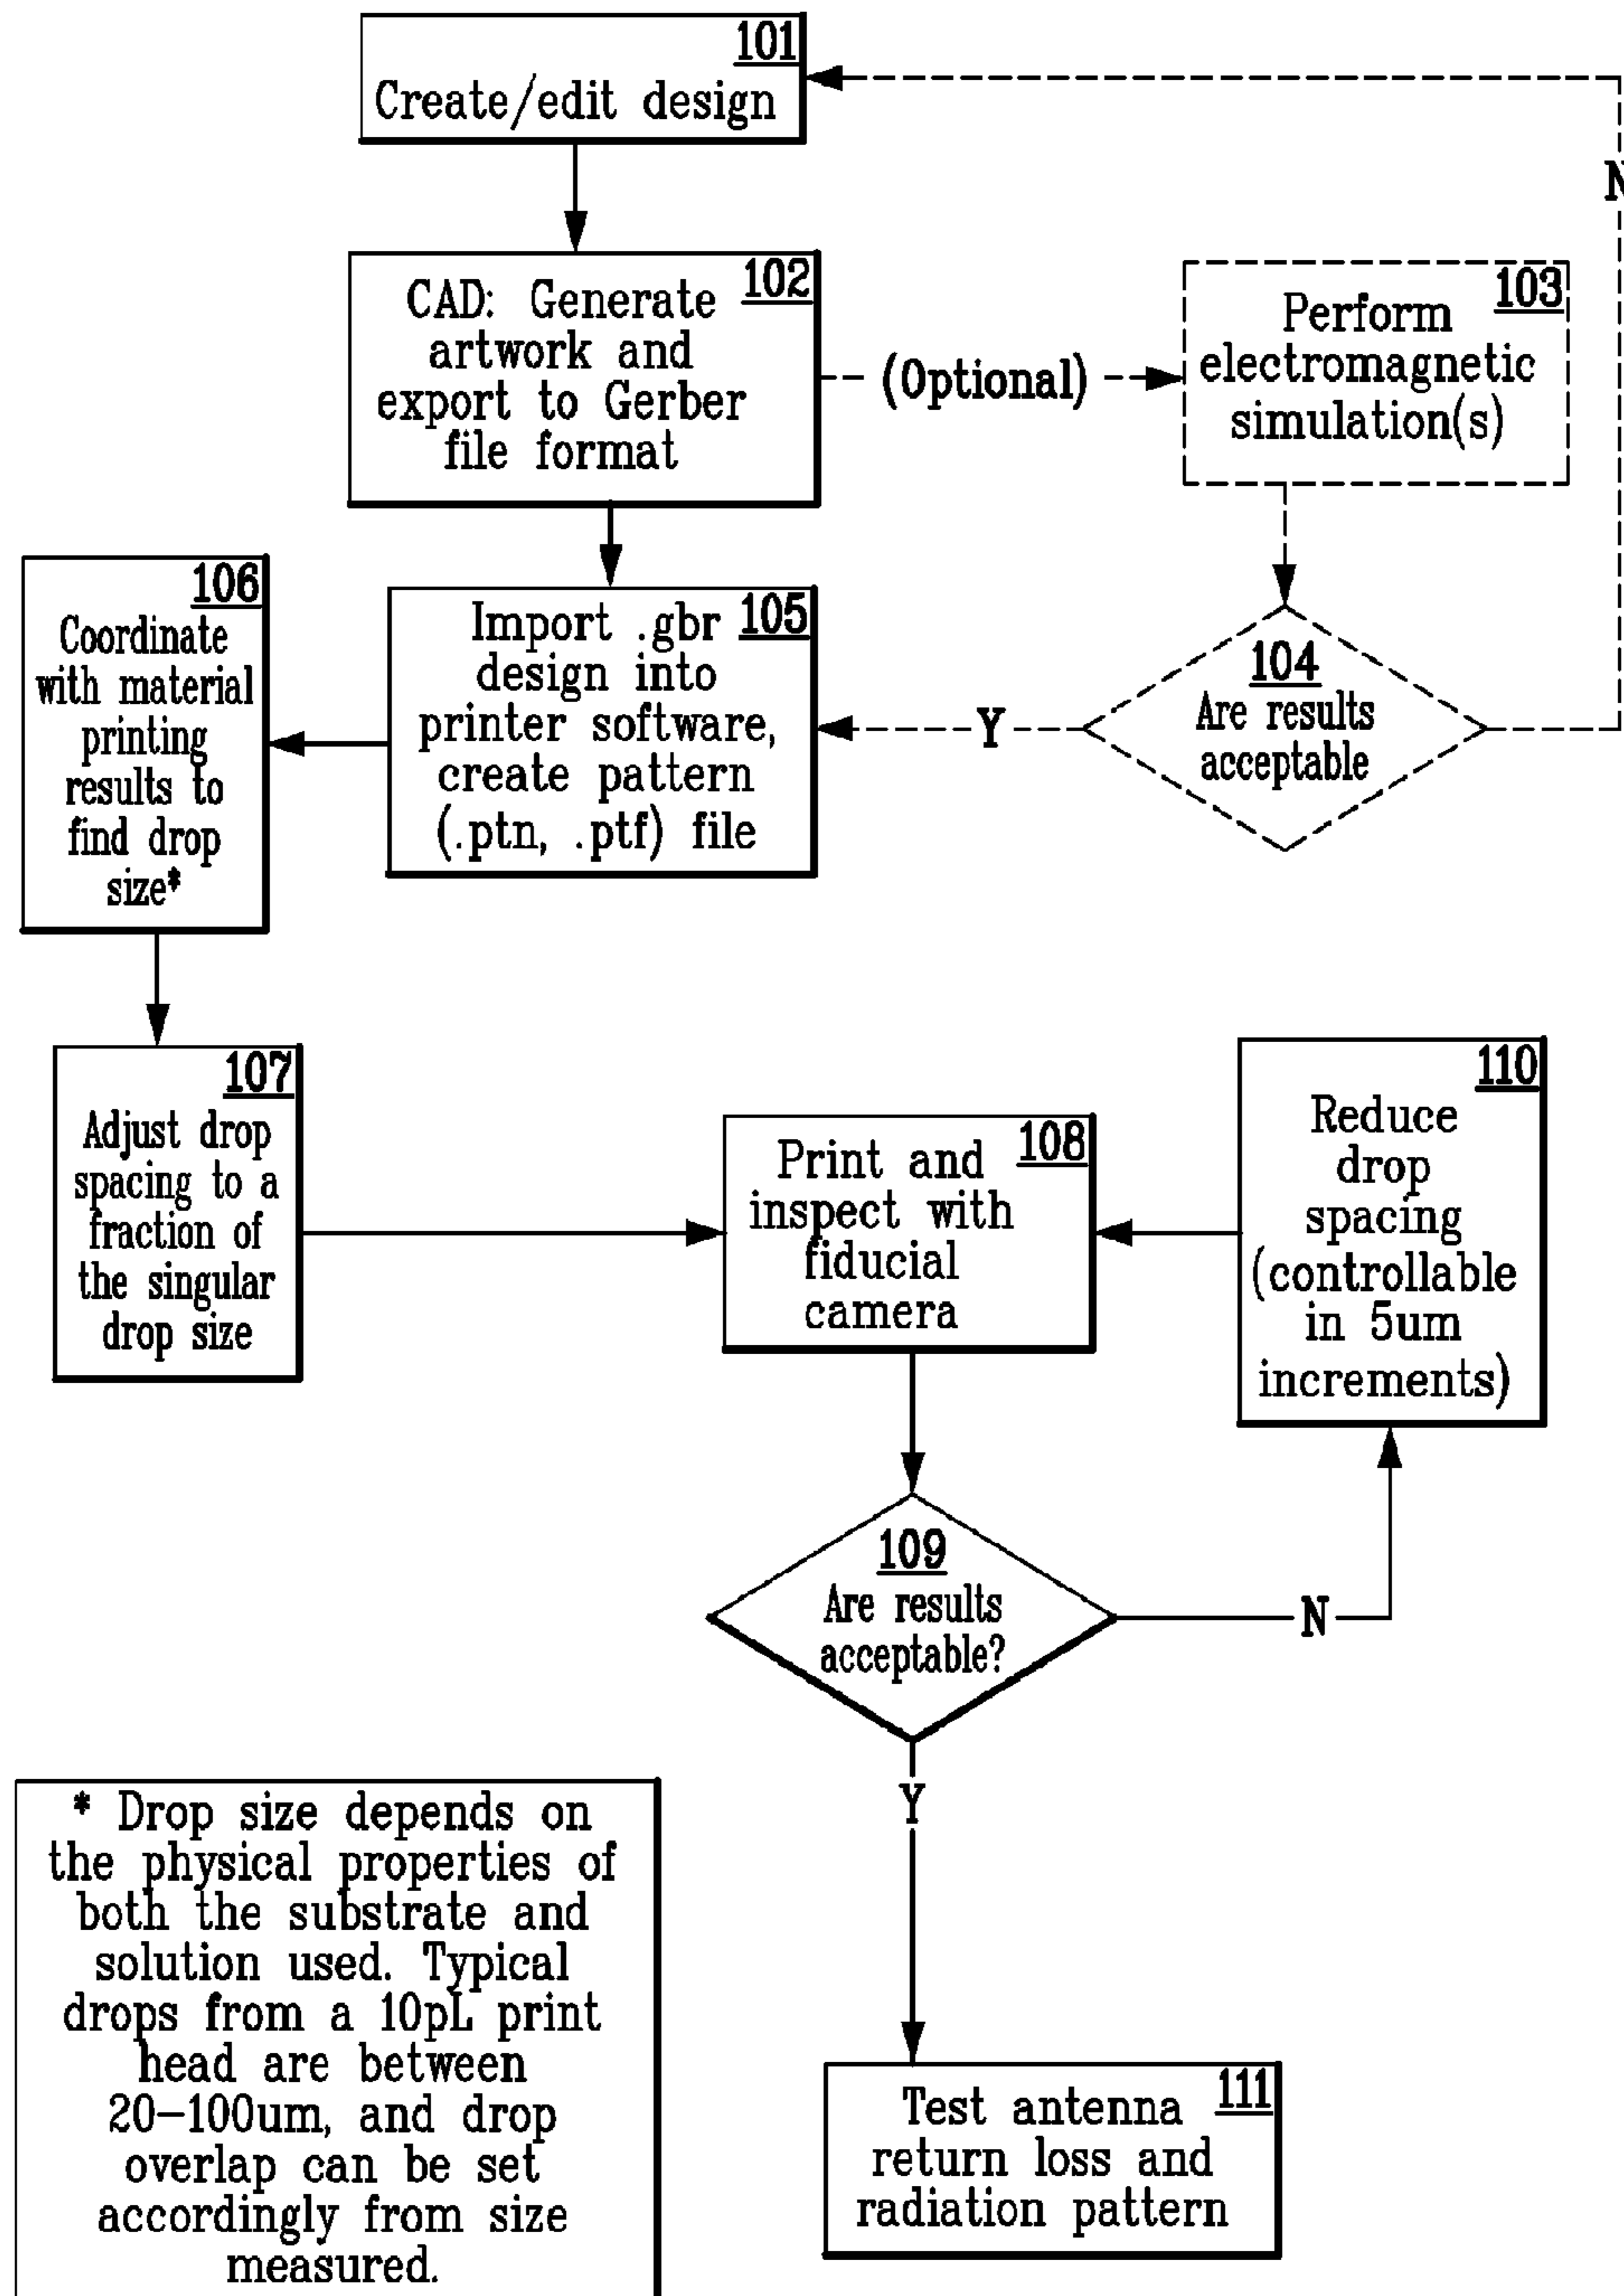 101
Create/edit design
N
102
CAD: Generate
artwork and
export to Gerber
file format
(Optional)
103
Perform
electromagnetic
simulation(s)
106
Coordinate
with material
printing
results to
find drop
size*
105
Import .gbr
design into
printer software,
create pattern
(.ptn, .ptf) file
Y
104
Are results
acceptable
107
Adjust drop
spacing to a
fraction of
the singular
drop size
108
Print and
inspect with
fiducial
camera
110
Reduce
drop
spacing
(controllable
in 5um
increments)
109
Are results
acceptable?
N
Y
* Drop size depends on
the physical properties of
both the substrate and
solution used. Typical
drops from a 10pL print
head are between
20-100um, and drop
overlap can be set
accordingly from size
measured.
111
Test antenna
return loss and
radiation pattern